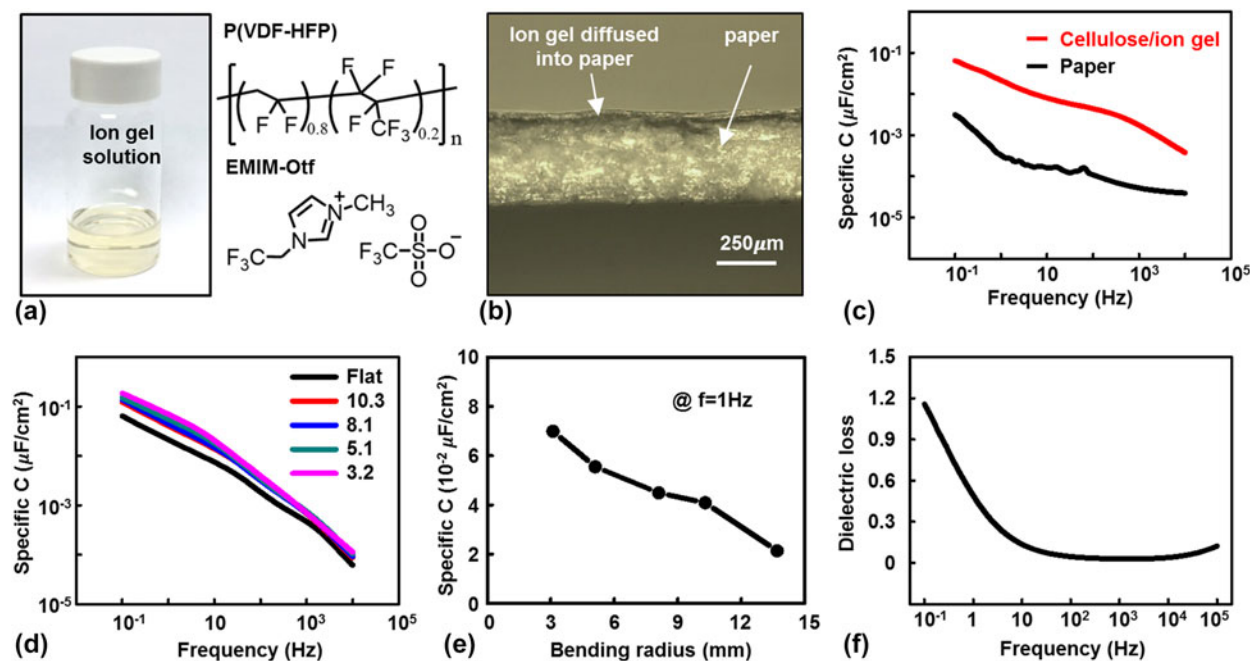 (a)
Ion gel
solution
P(VDF-HFP)
F F F
F F CF3
0.8 0.2 n
EMIM-Otf
N + N CH3
F3C
F3C S O−
O
O
(b)
Ion gel diffused
into paper
paper
250μm
(c)
Specific C (μF/cm2)
10-1
10-3
10-5
Cellulose/ion gel
Paper
10-1 10 103 105
Frequency (Hz)
(d)
Specific C (μF/cm2)
10-1
10-3
10-5
Flat
10.3
8.1
5.1
3.2
10-1 10 103 105
Frequency (Hz)
(e)
Specific C (10-2 μF/cm2)
10
8
6
4
2
0
@ f=1Hz
0 3 6 9 12 15
Bending radius (mm)
(f)
Dielectric loss
1.5
1.2
0.9
0.6
0.3
0
10-1 1 10 102 103 104 105
Frequency (Hz)